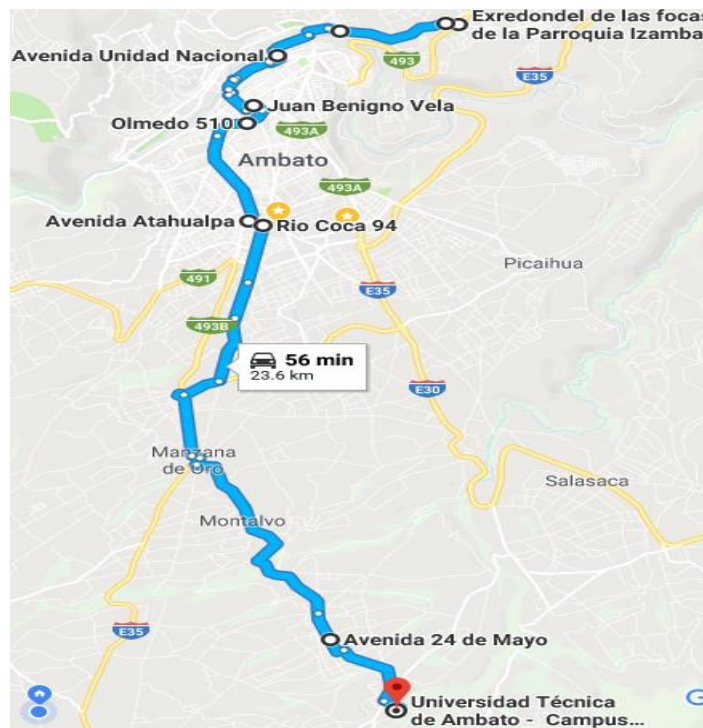 Exredondel de las focas
de la Parroquia Izamba
Avenida Unidad Nacional
493
E35
Juan Benigno Vela
Olmedo 510
493A
Ambato
493A
Avenida Atahualpa
Rio Coca 94
Picaihua
491
E35
493B
56 min
23.6 km
E30
Manzana
de Oro
Salasaca
Montalvo
E35
Avenida 24 de Mayo
Universidad Técnica
de Ambato - Campus...
G